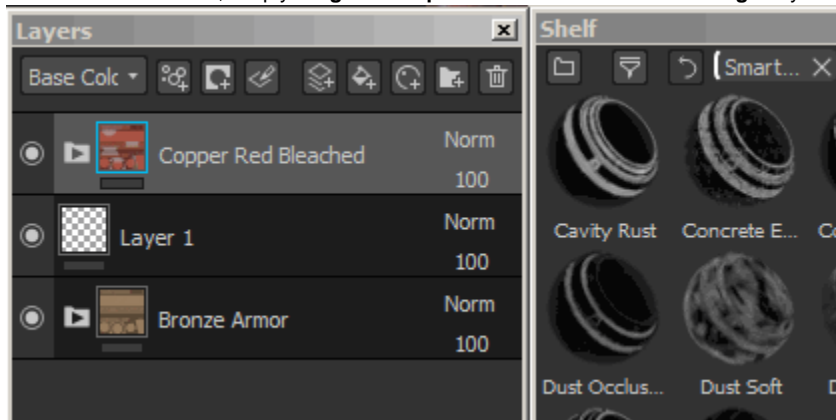 Layers
Base Colc
Copper Red Bleached
Norm
100
Layer 1
Norm
100
Bronze Armor
Norm
100
Shelf
Smart...
Cavity Rust
Concrete E...
Dust Occlus...
Dust Soft